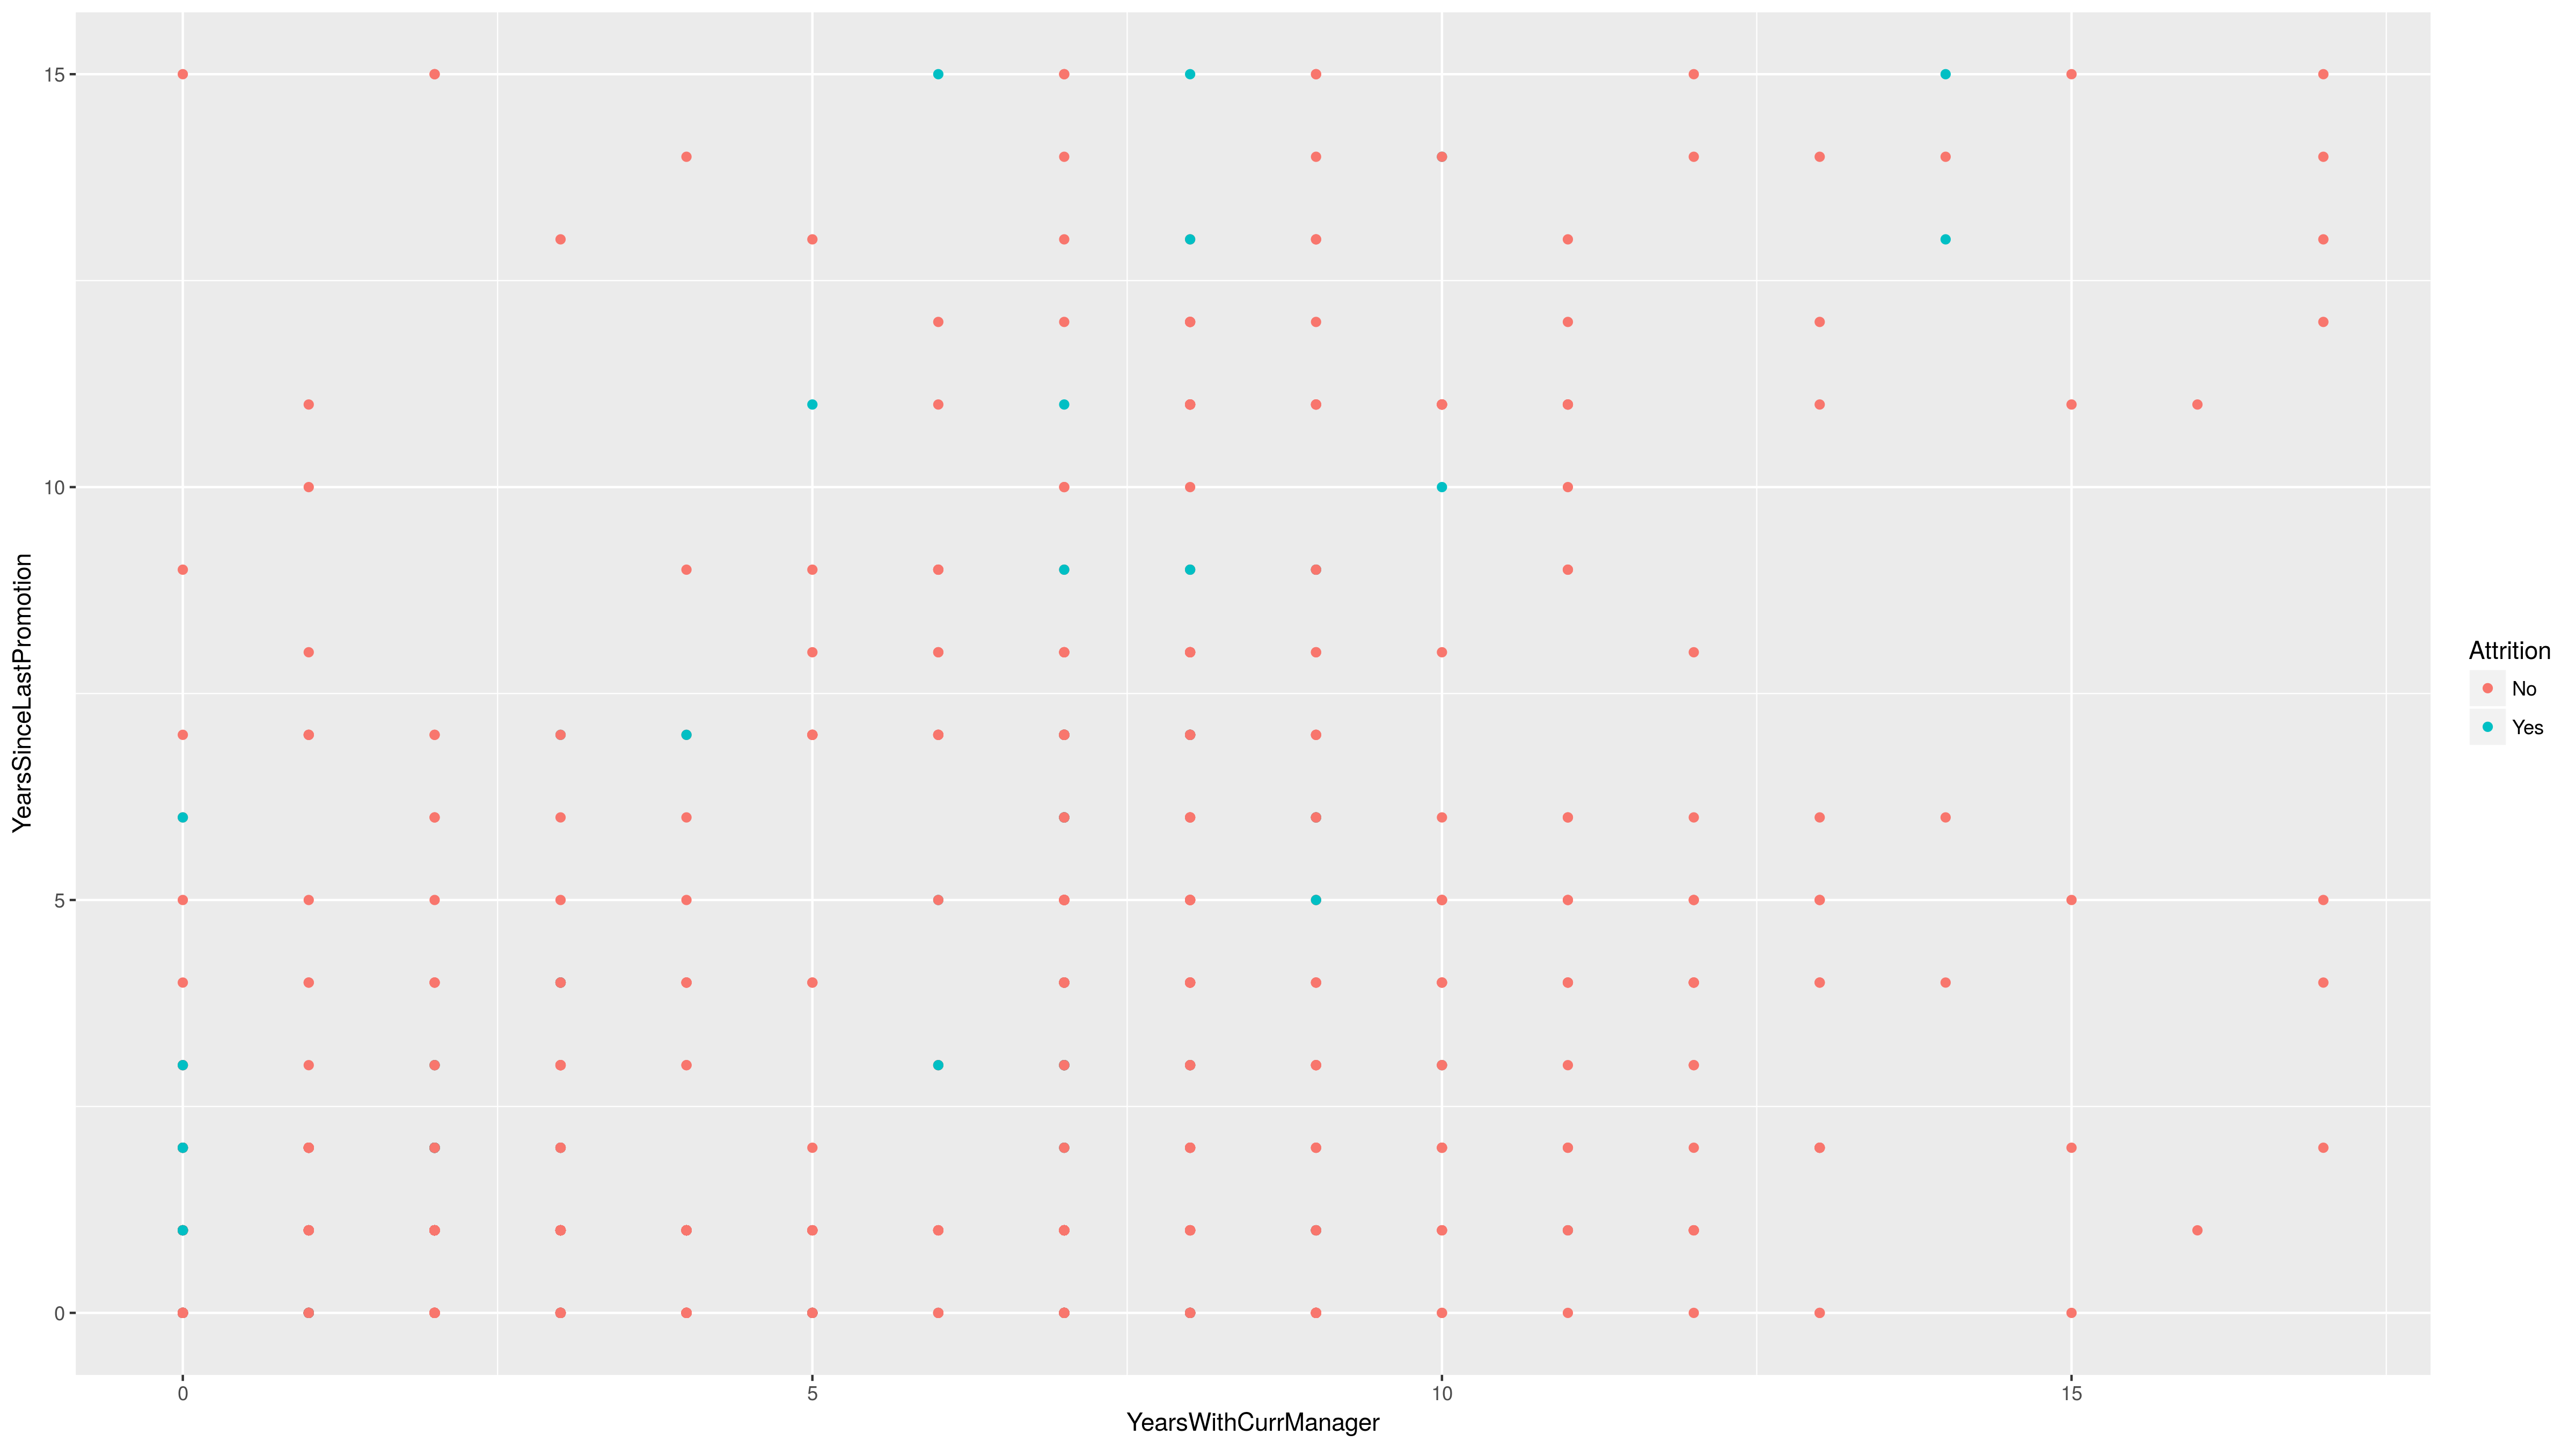 15
10
5
0
0
5
10
15
YearsSinceLastPromotion
YearsWithCurrManager
Attrition
No
Yes